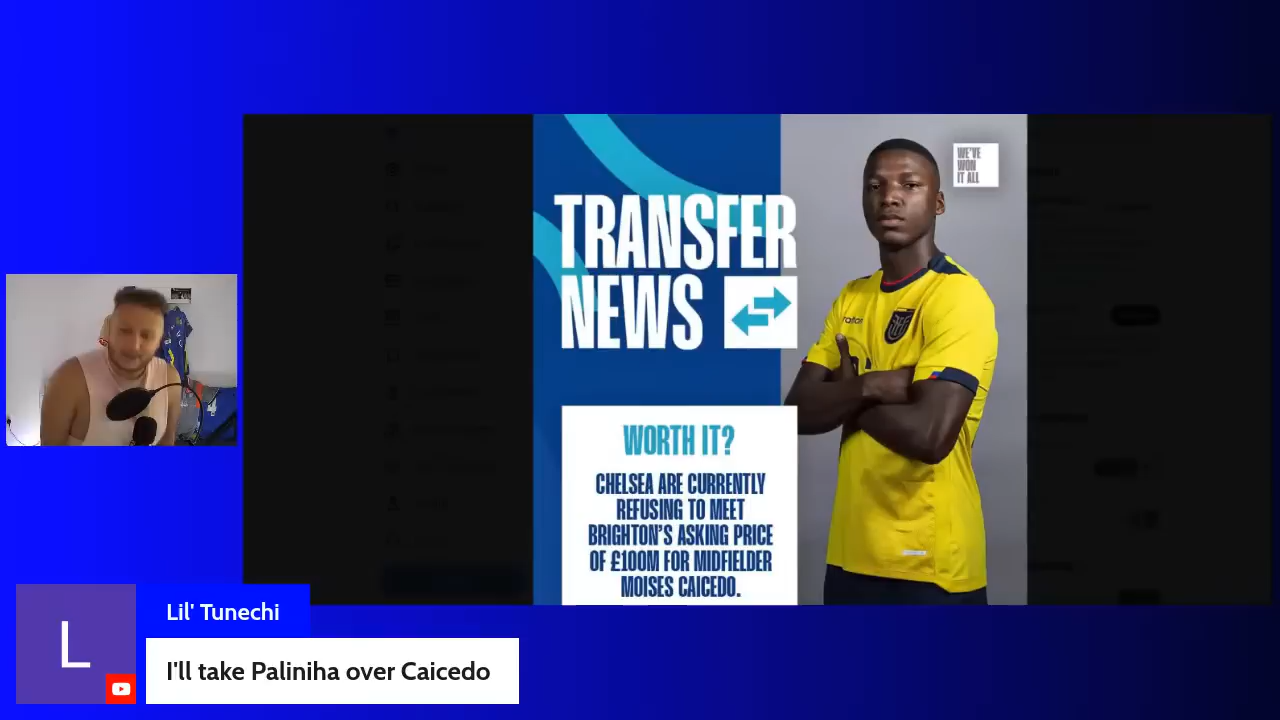 WE'VE
WON
IT ALL
TRANSFER
NEWS
WORTH IT?
CHELSEA ARE CURRENTLY
REFUSING TO MEET
BRIGHTON'S ASKING PRICE
OF £100M FOR MIDFIELDER
MOISES CAICEDO.
L
Lil' Tunechi
I'll take Paliniha over Caicedo